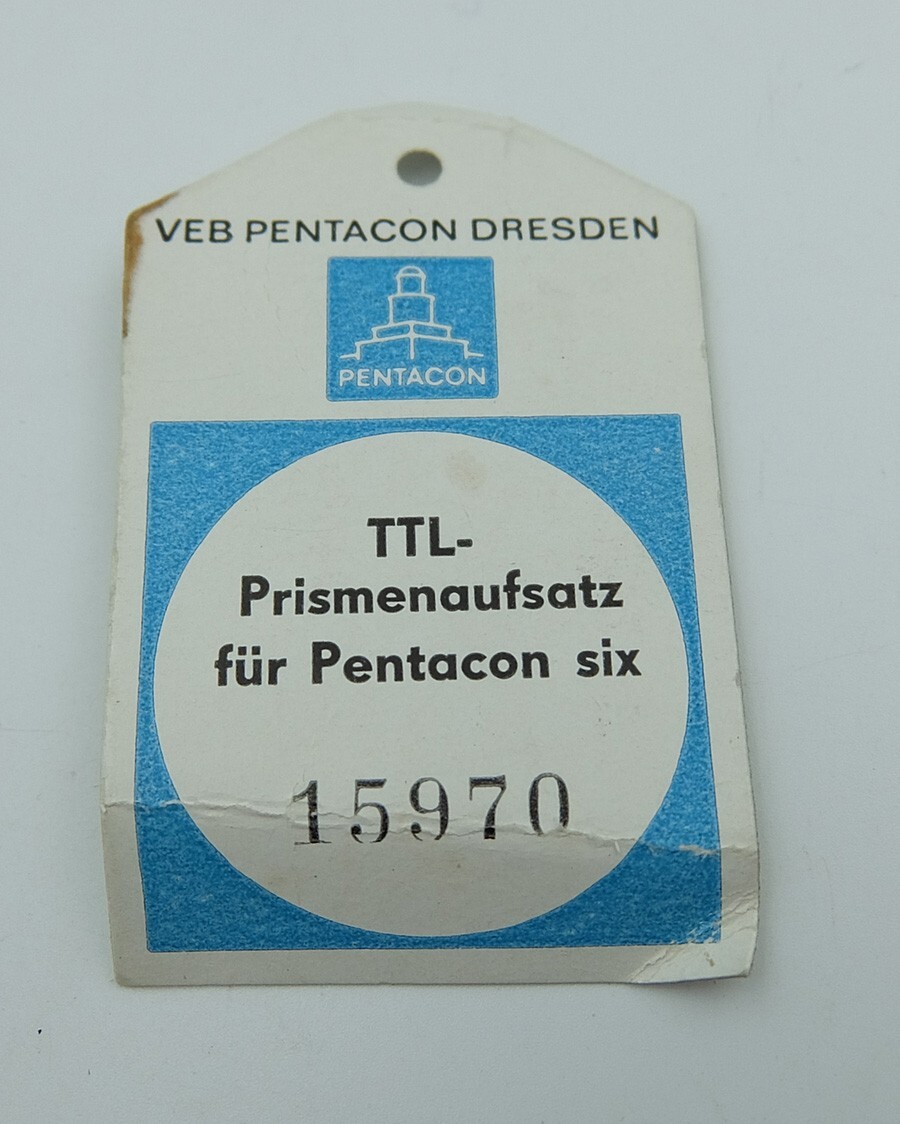 VEB PENTACON DRESDEN
PENTACON
TTL-
Prismenaufsatz
für Pentacon six
15970